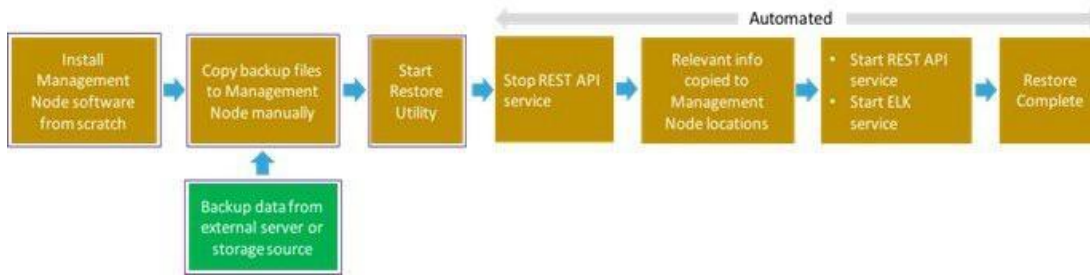 Automated
Install
Management
Node software
from scratch
Copy backup files
to Management
Node manually
Start
Restore
Utility
Stop REST API
service
Relevant info
copied to
Management
Node locations
• Start REST API
service
• Start ELK
service
Restore
Complete
Backup data from
external server or
storage source